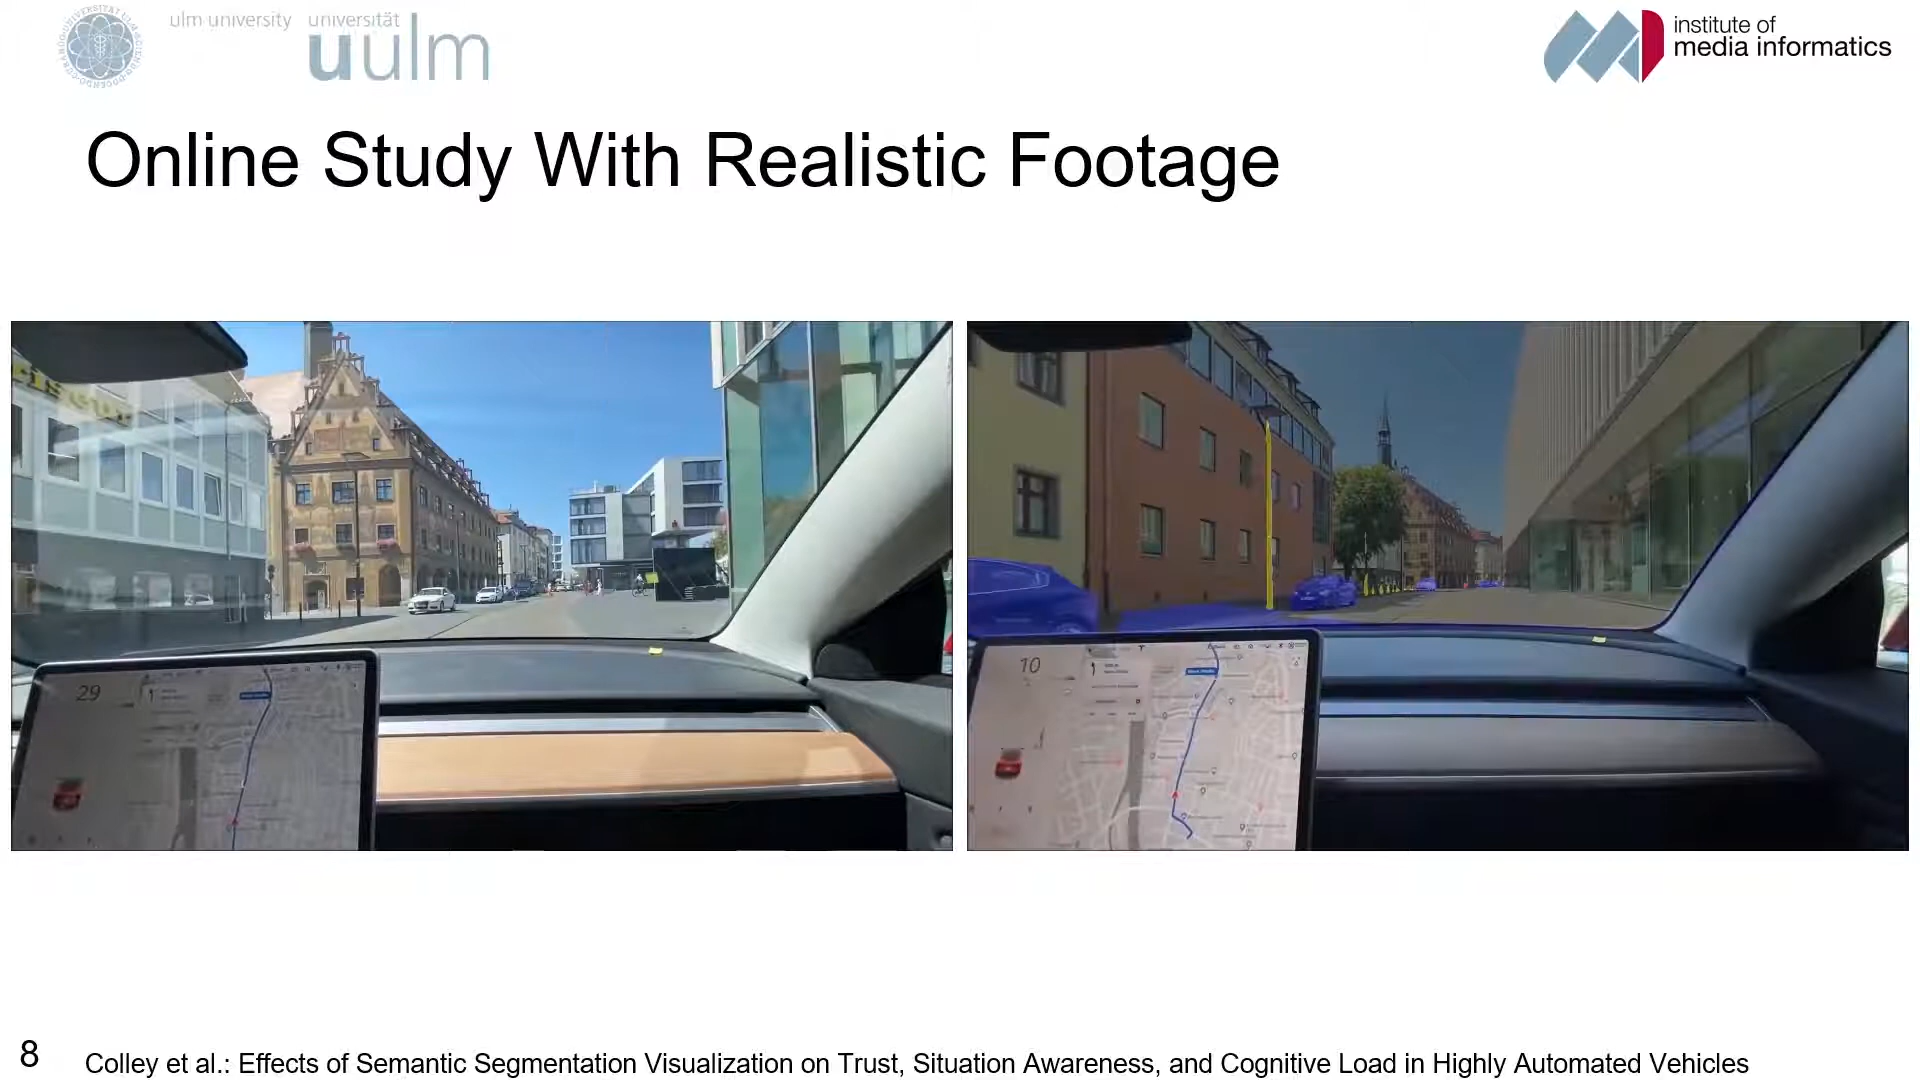 ulm university universität
uulm
institute of
media informatics
Online Study With Realistic Footage
29
10
8
Colley et al.: Effects of Semantic Segmentation Visualization on Trust, Situation Awareness, and Cognitive Load in Highly Automated Vehicles